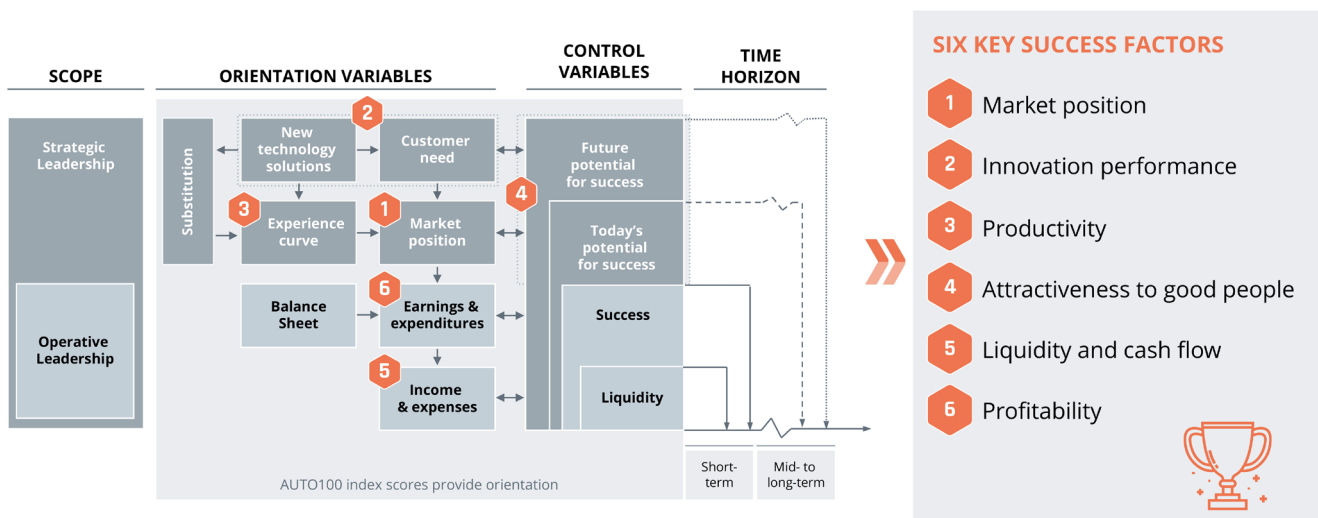 SCOPE
ORIENTATION VARIABLES
CONTROL
VARIABLES
TIME
HORIZON
Strategic
Leadership
Operative
Leadership
Substitution
2
New
technology
solutions
Customer
need
3
Experience
curve
1
Market
position
Balance
Sheet
6
Earnings &
expenditures
5
Income
& expenses
4
Future
potential
for success
Today's
potential
for success
Success
Liquidity
Short-
term
Mid- to
long-term
AUTO100 index scores provide orientation
SIX KEY SUCCESS FACTORS
1 Market position
2 Innovation performance
3 Productivity
4 Attractiveness to good people
5 Liquidity and cash flow
6 Profitability